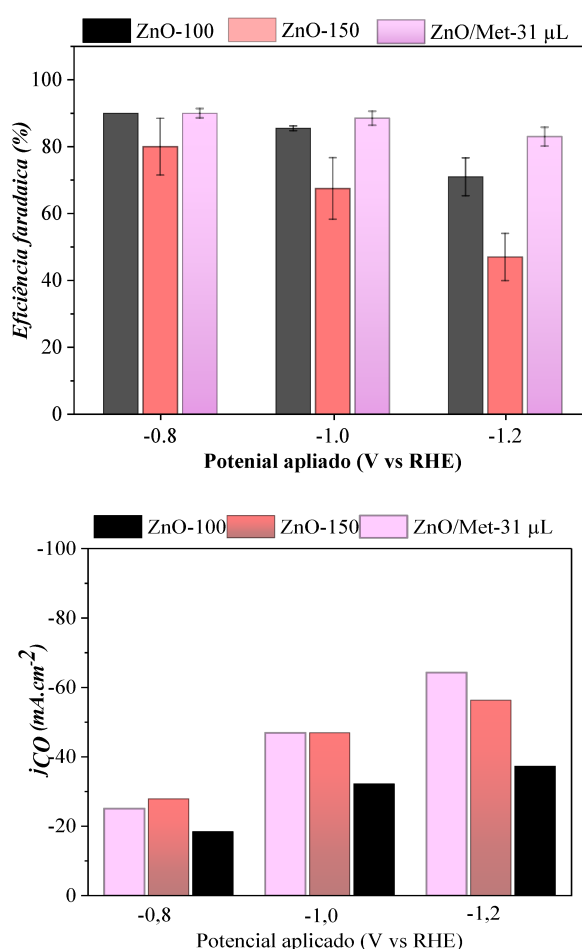 ZnO-100 ZnO-150 ZnO/Met-31 µL
100
80
60
40
20
0
Eficiência faradaica (%)
-0.8 -1.0 -1.2
Potenial apliado (V vs RHE)
ZnO-100 ZnO-150 ZnO/Met-31 µL
-100
-80
-60
-40
-20
0
jCO (mA.cm-2)
-0,8 -1,0 -1,2
Potencial aplicado (V vs RHE)